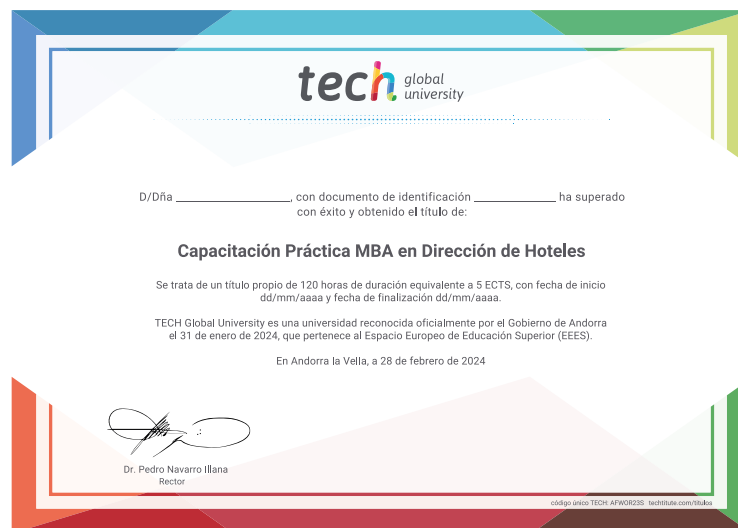 tech global university
D/Dña ________________, con documento de identificación ____________ ha superado
con éxito y obtenido el título de:
Capacitación Práctica MBA en Dirección de Hoteles
Se trata de un título propio de 120 horas de duración equivalente a 5 ECTS, con fecha de inicio
dd/mm/aaaa y fecha de finalización dd/mm/aaaa.
TECH Global University es una universidad reconocida oficialmente por el Gobierno de Andorra
el 31 de enero de 2024, que pertenece al Espacio Europeo de Educación Superior (EEES).
En Andorra la Vella, a 28 de febrero de 2024
Dr. Pedro Navarro Illana
Rector
código único TECH: AFWOR23S techtitute.com/titulos